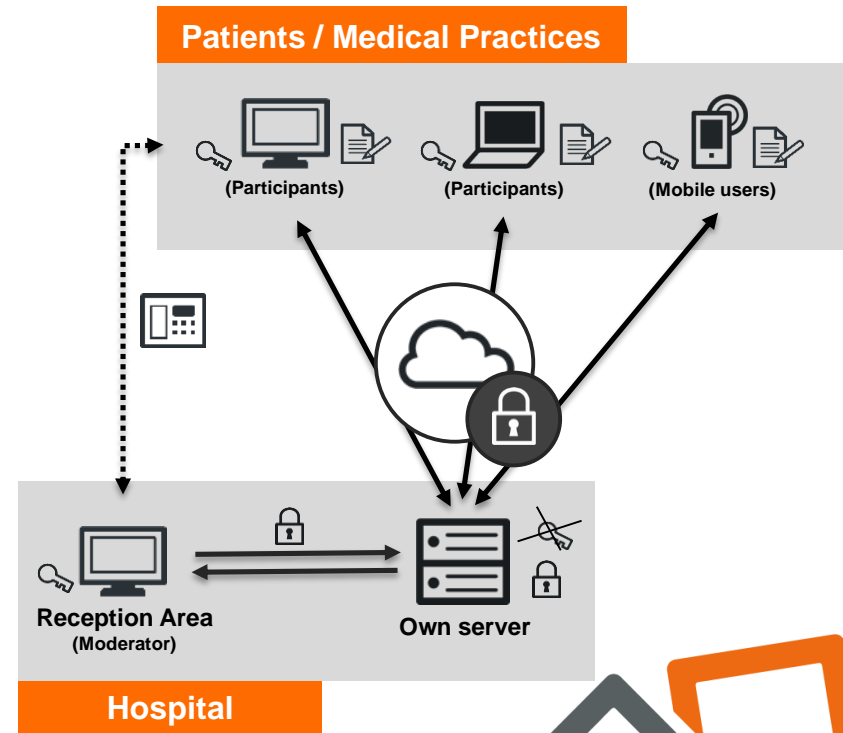 Patients / Medical Practices
(Participants)
(Participants)
(Mobile users)
Reception Area
(Moderator)
Own server
Hospital